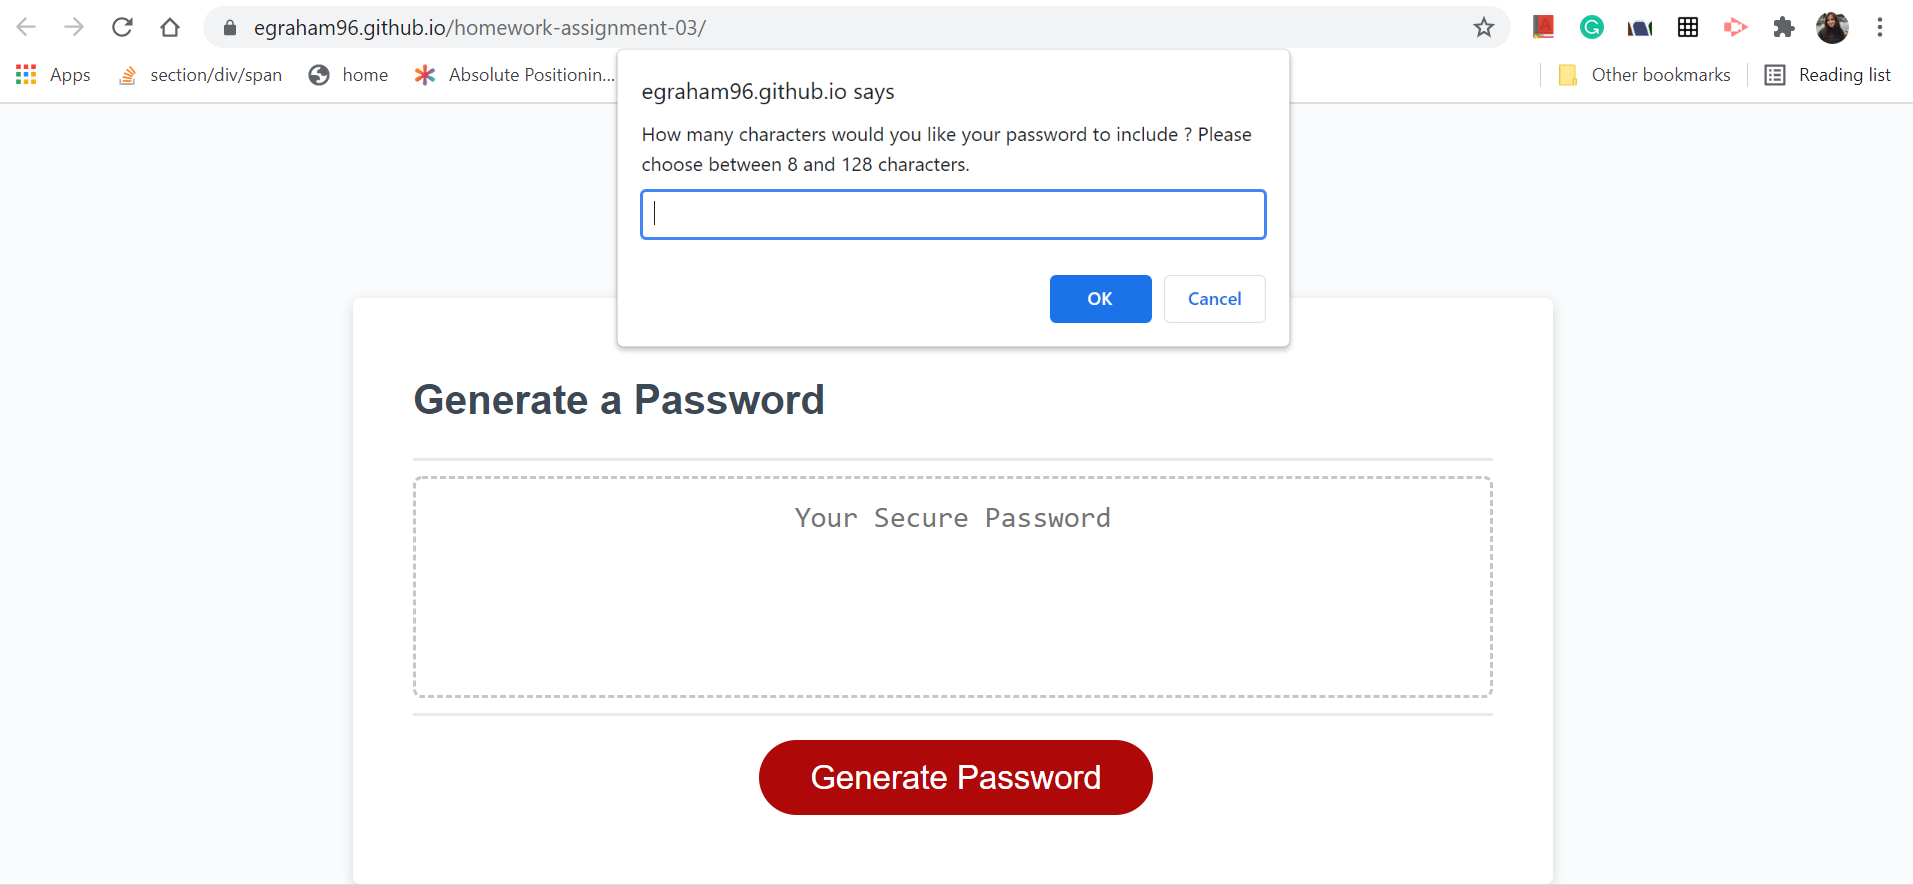 egraham96.github.io/homework-assignment-03/
Apps section/div/span home Absolute Positionin... Other bookmarks Reading list
egraham96.github.io says
How many characters would you like your password to include ? Please
choose between 8 and 128 characters.
OK Cancel
Generate a Password
Your Secure Password
Generate Password